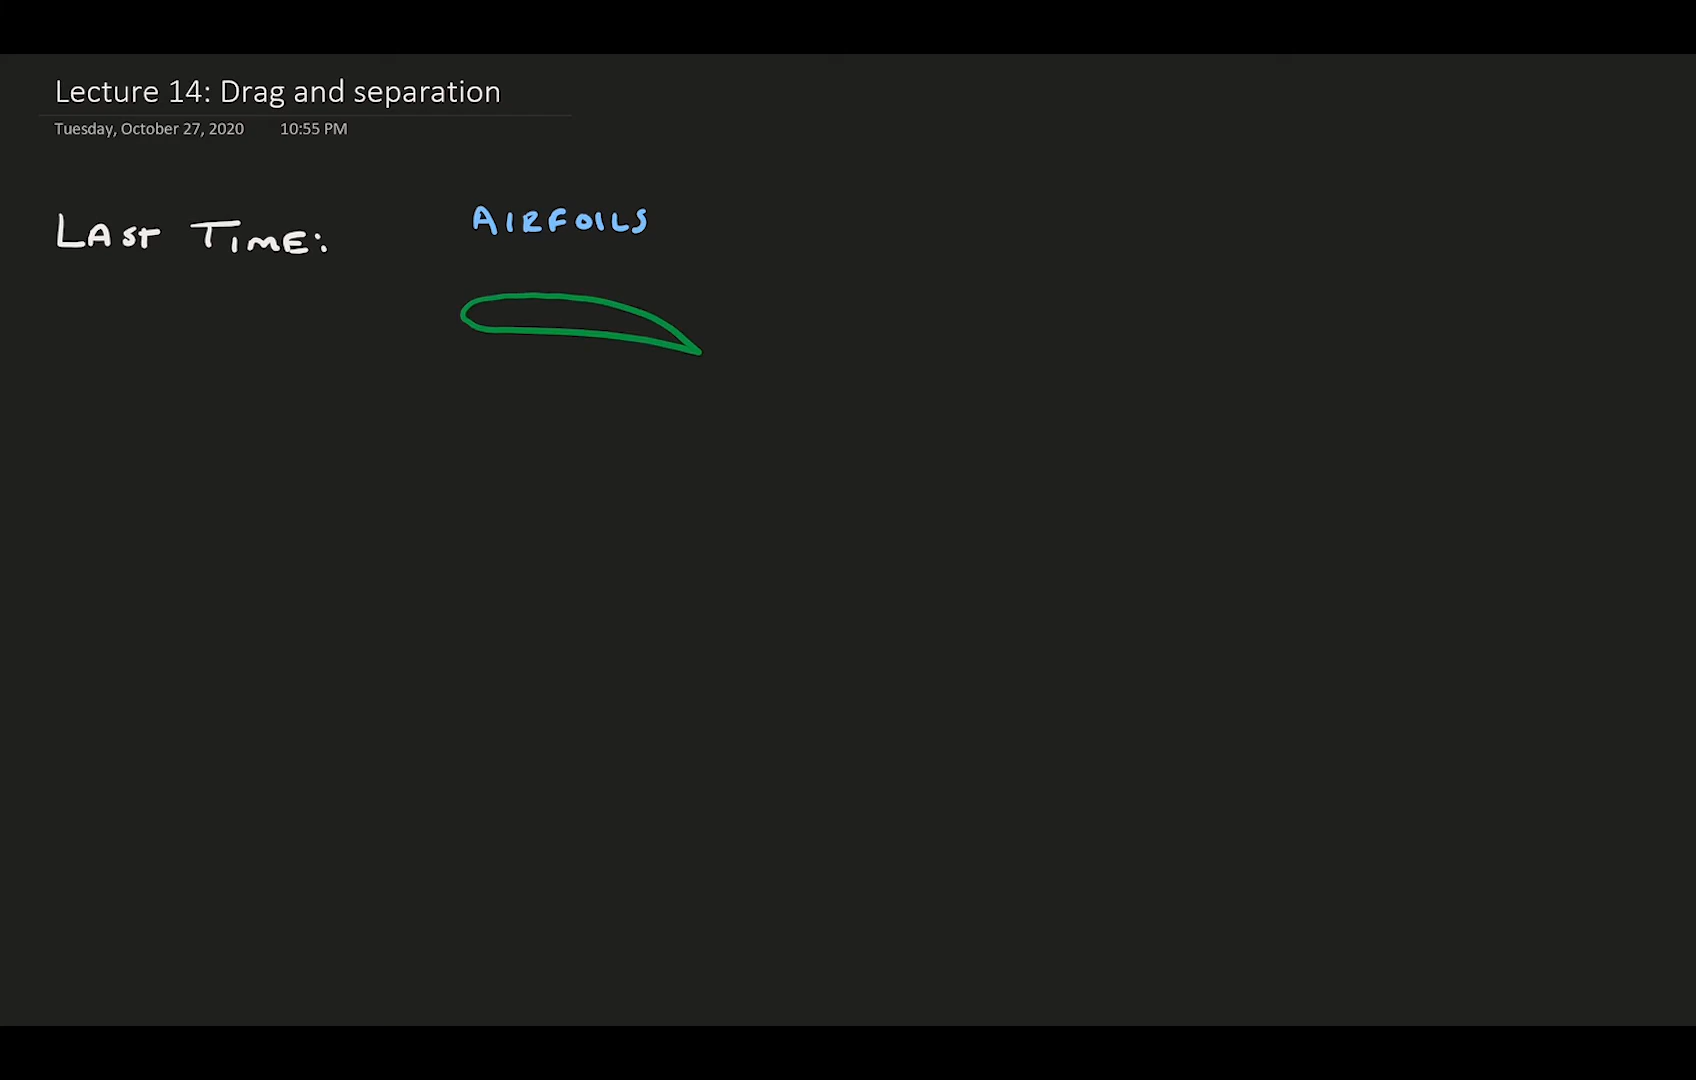 Lecture 14: Drag and separation
Tuesday, October 27, 2020 10:55 PM
LAST TIME:
AIRFOILS